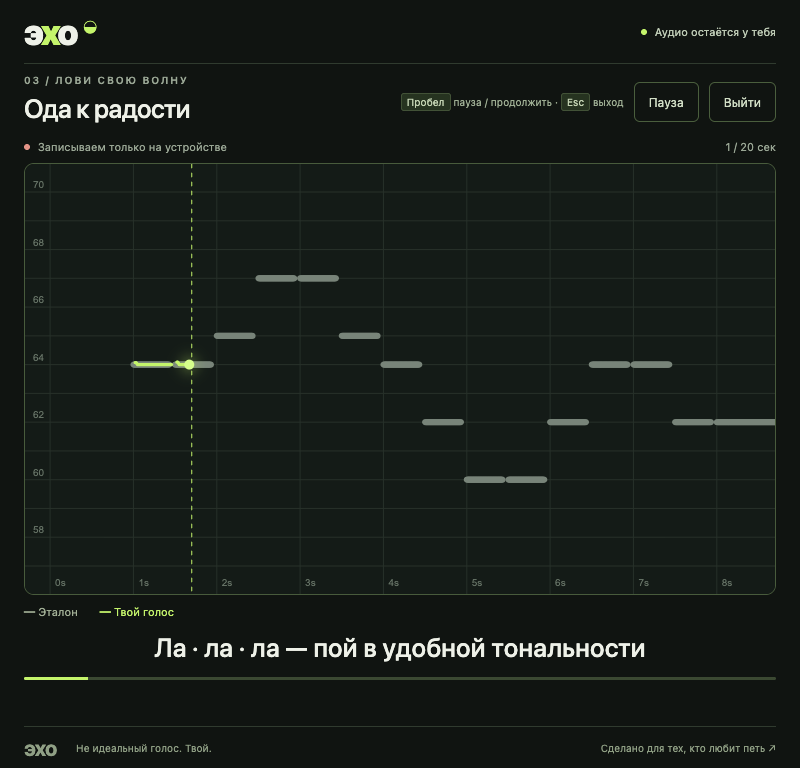 ЭХО
Аудио остаётся у тебя
03 / ЛОВИ СВОЮ ВОЛНУ
Ода к радости
Пробел пауза / продолжить · Esc выход
Пауза
Выйти
Записываем только на устройстве
1 / 20 сек
70
68
66
64
62
60
58
0s 1s 2s 3s 4s 5s 6s 7s 8s
Эталон
Твой голос
Ла · ла · ла — пой в удобной тональности
ЭХО
Не идеальный голос. Твой.
Сделано для тех, кто любит петь ↗